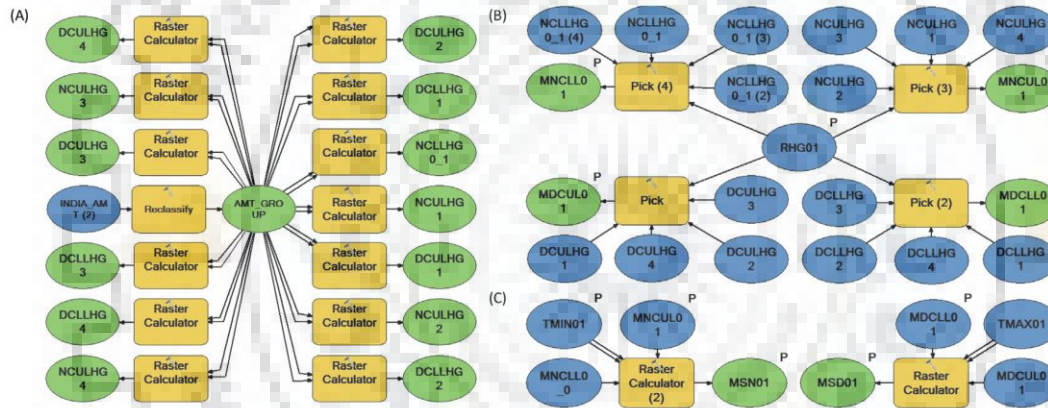 (A)
DCULHG
4
Raster
Calculator
Raster
Calculator
DCULHG
2
NCULHG
3
Raster
Calculator
Raster
Calculator
DCLLHG
1
DCULHG
3
Raster
Calculator
Raster
Calculator
NCLLHG
0_1
INDIA_AM
T (2)
Reclassify
AMT_GRO
UP
Raster
Calculator
NCULHG
1
DCLLHG
3
Raster
Calculator
Raster
Calculator
DCULHG
1
DCLLHG
4
Raster
Calculator
Raster
Calculator
NCULHG
2
NCULHG
4
Raster
Calculator
Raster
Calculator
DCLLHG
2
(B)
NCLLHG
0_1 (4)
NCLLHG
0_1
NCLLHG
0_1 (3)
NCULHG
3
NCULHG
1
NCULHG
4
P
MNCLL0
1
Pick (4)
NCLLHG
0_1 (2)
NCULHG
2
Pick (3)
P
MNCUL0
1
RHG01
P
P
MDCUL0
1
Pick
DCULHG
3
DCLLHG
3
Pick (2)
P
MDCLL0
1
DCULHG
1
DCULHG
4
DCULHG
2
DCLLHG
2
DCLLHG
4
DCLLHG
1
(C)
TMIN01
P
MNCUL0
1
P
MDCLL0
1
P
TMAX01
P
MNCLL0
_0
Raster
Calculator
(2)
MSN01
P
MSD01
P
Raster
Calculator
MDCUL0
1